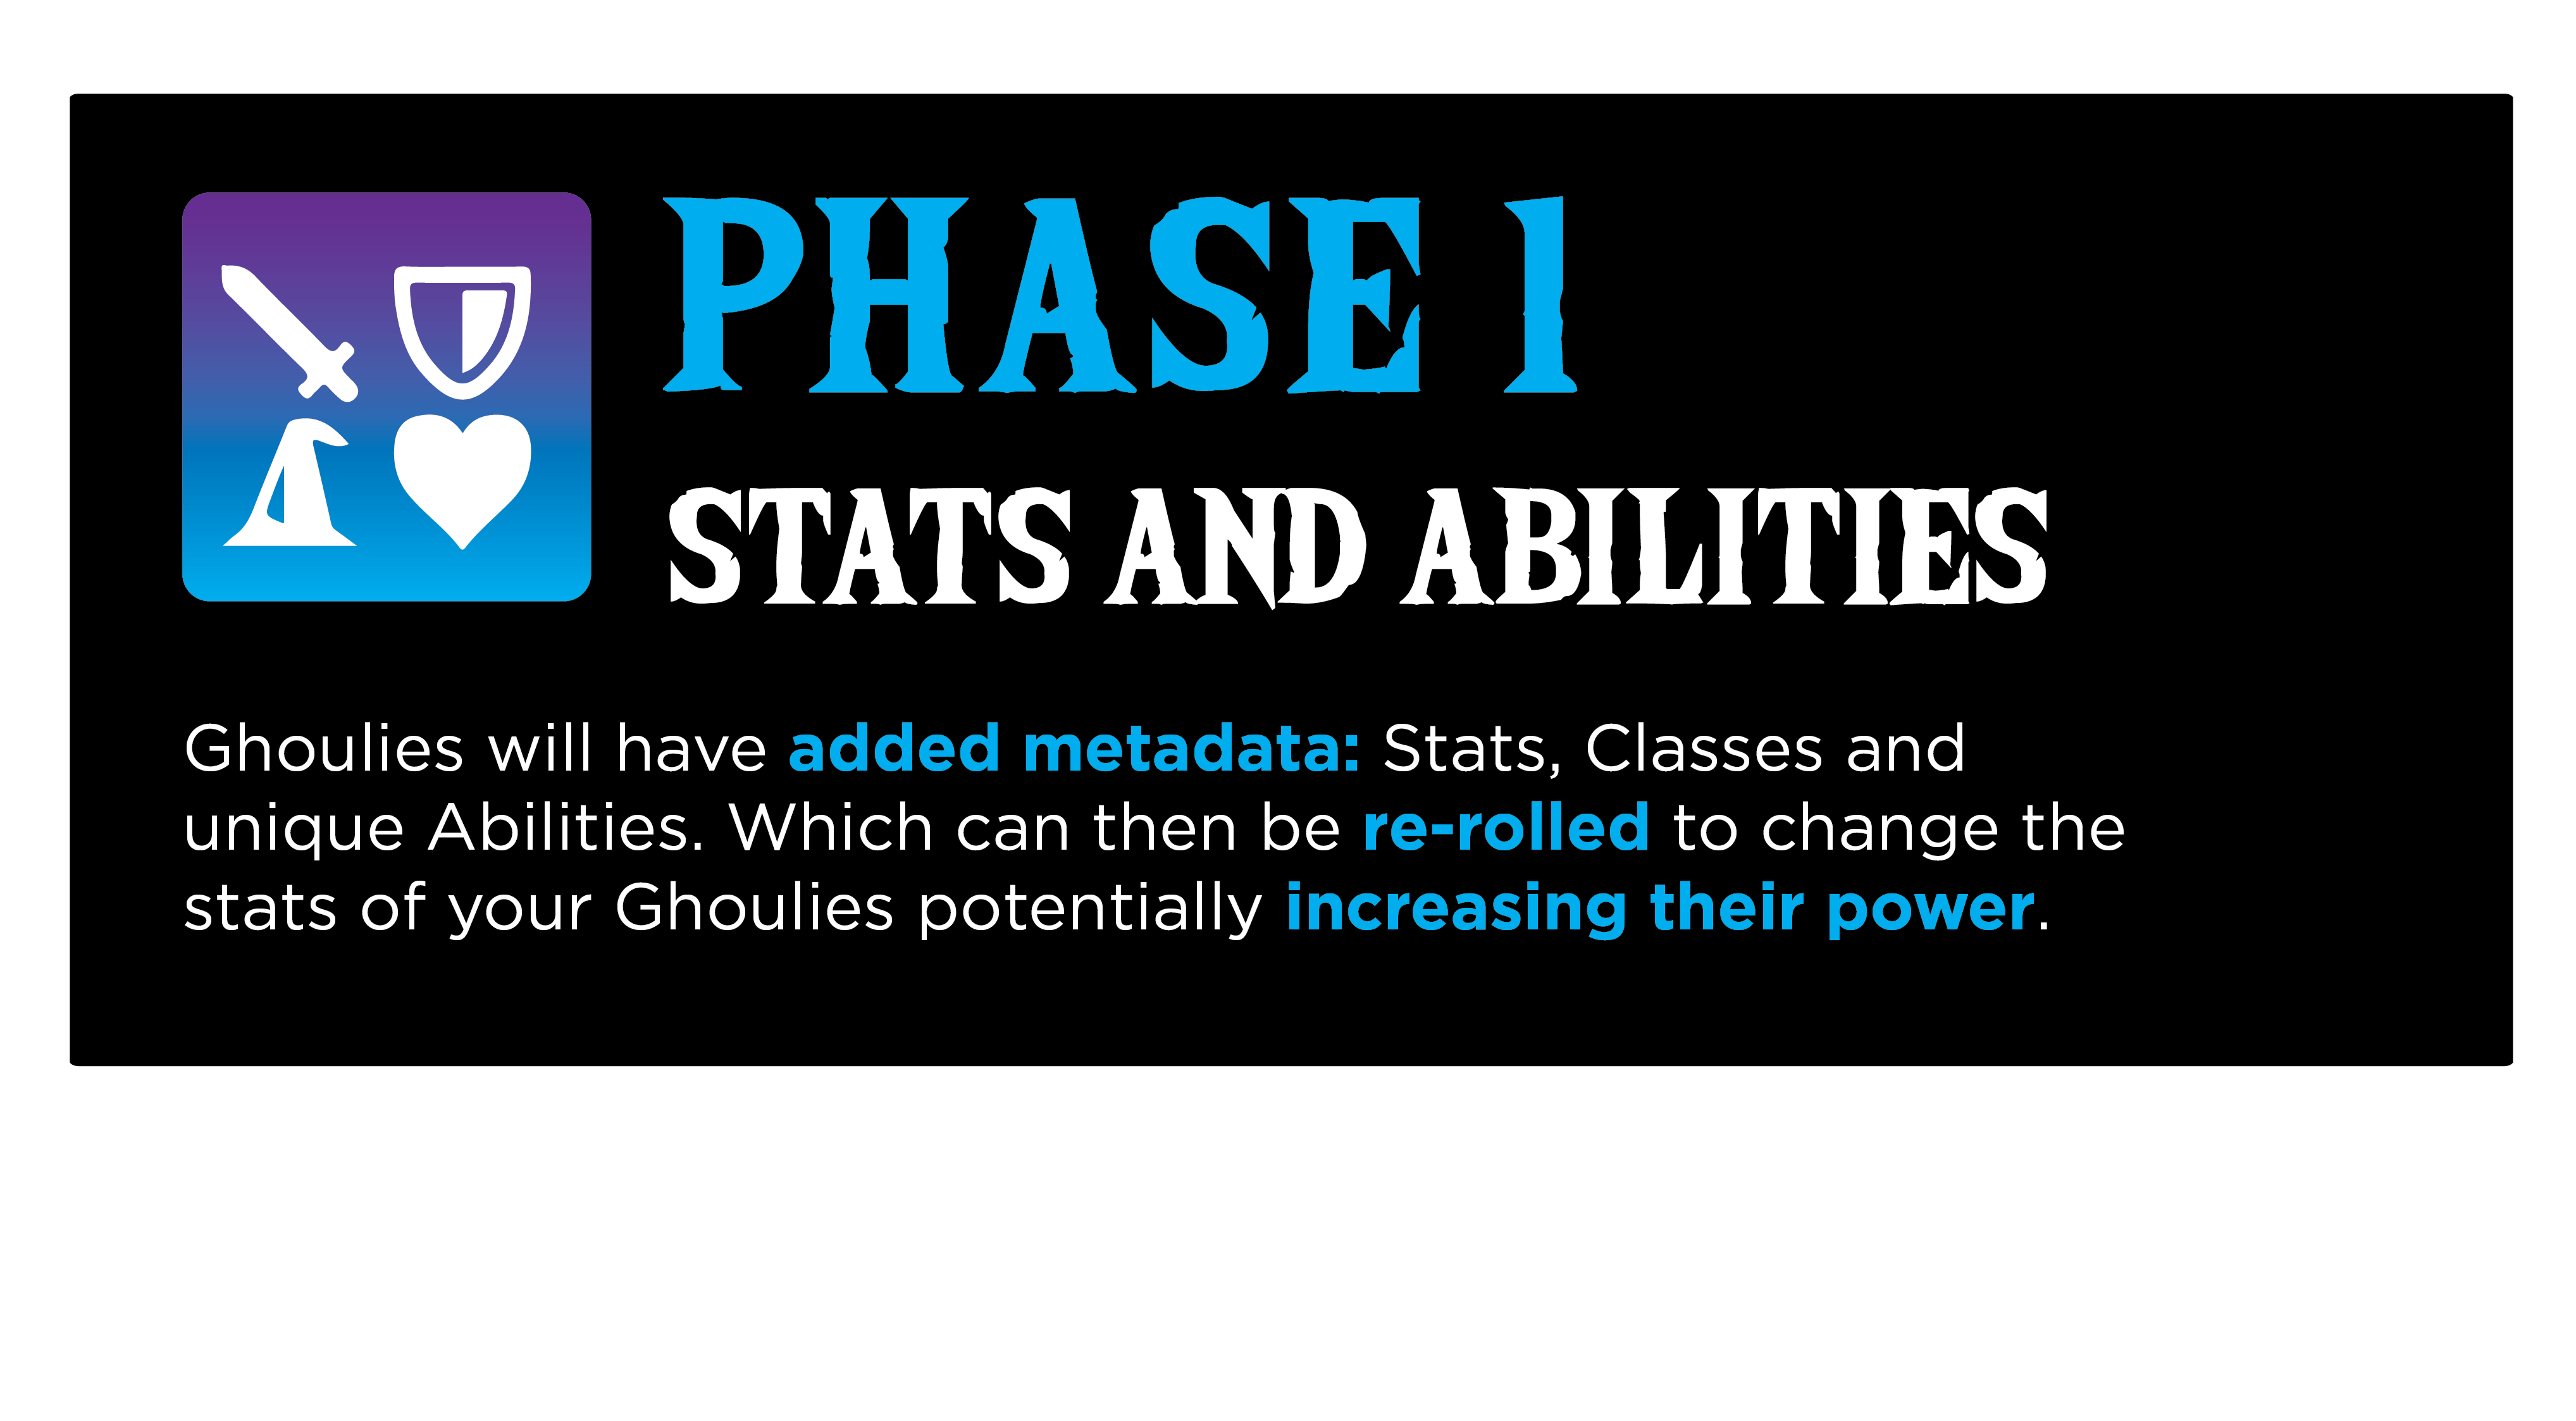 PHASE 1
STATS AND ABILITIES
Ghoulies will have added metadata: Stats, Classes and
unique Abilities. Which can then be re-rolled to change the
stats of your Ghoulies potentially increasing their power.